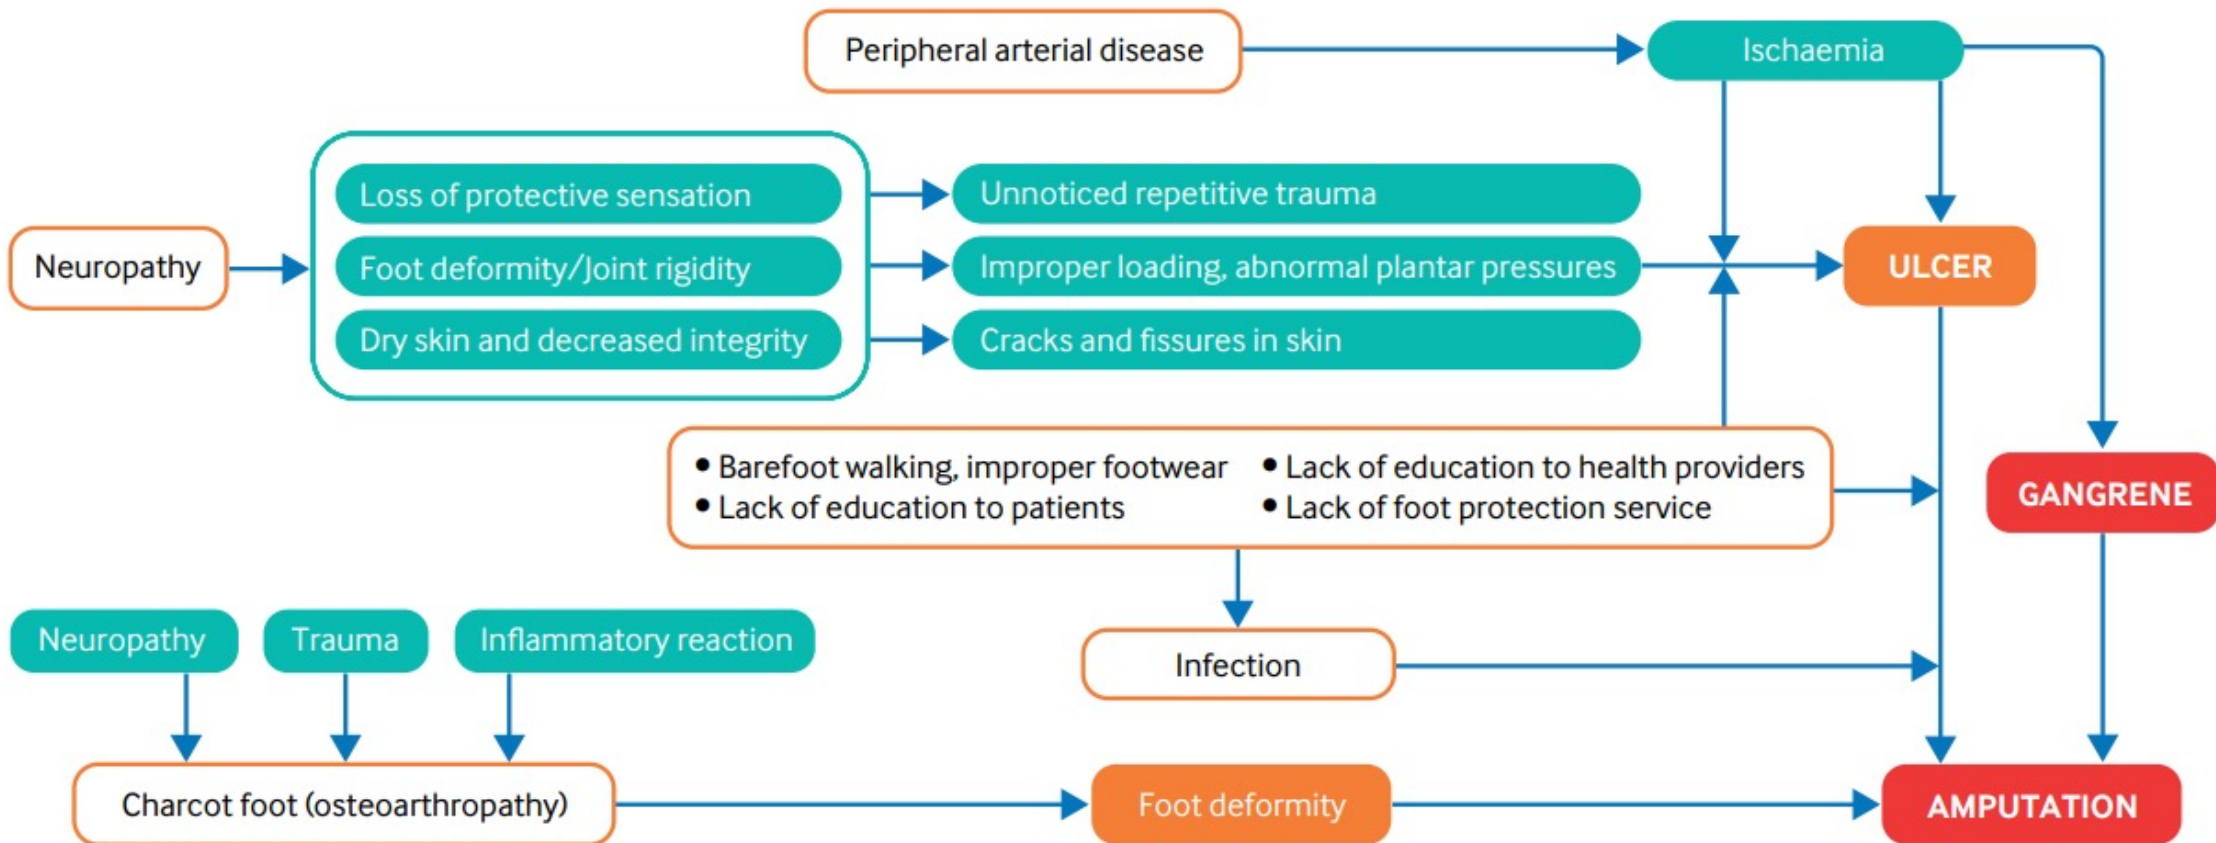 Peripheral arterial disease
Ischaemia
Loss of protective sensation
Unnoticed repetitive trauma
Neuropathy
Foot deformity/Joint rigidity
Improper loading, abnormal plantar pressures
ULCER
Dry skin and decreased integrity
Cracks and fissures in skin
• Barefoot walking, improper footwear
• Lack of education to patients
• Lack of education to health providers
• Lack of foot protection service
GANGRENE
Neuropathy
Trauma
Inflammatory reaction
Infection
Charcot foot (osteoarthropathy)
Foot deformity
AMPUTATION